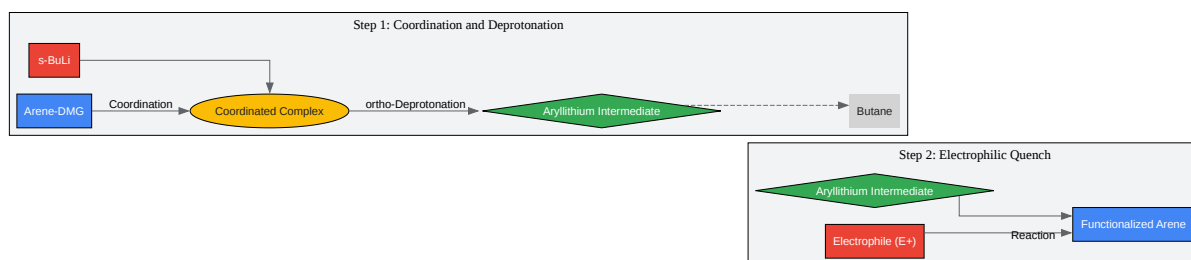 Step 1: Coordination and Deprotonation
s-BuLi
Arene-DMG
Coordination
Coordinated Complex
ortho-Deprotonation
Aryllithium Intermediate
Butane
Step 2: Electrophilic Quench
Aryllithium Intermediate
Electrophile (E+)
Reaction
Functionalized Arene